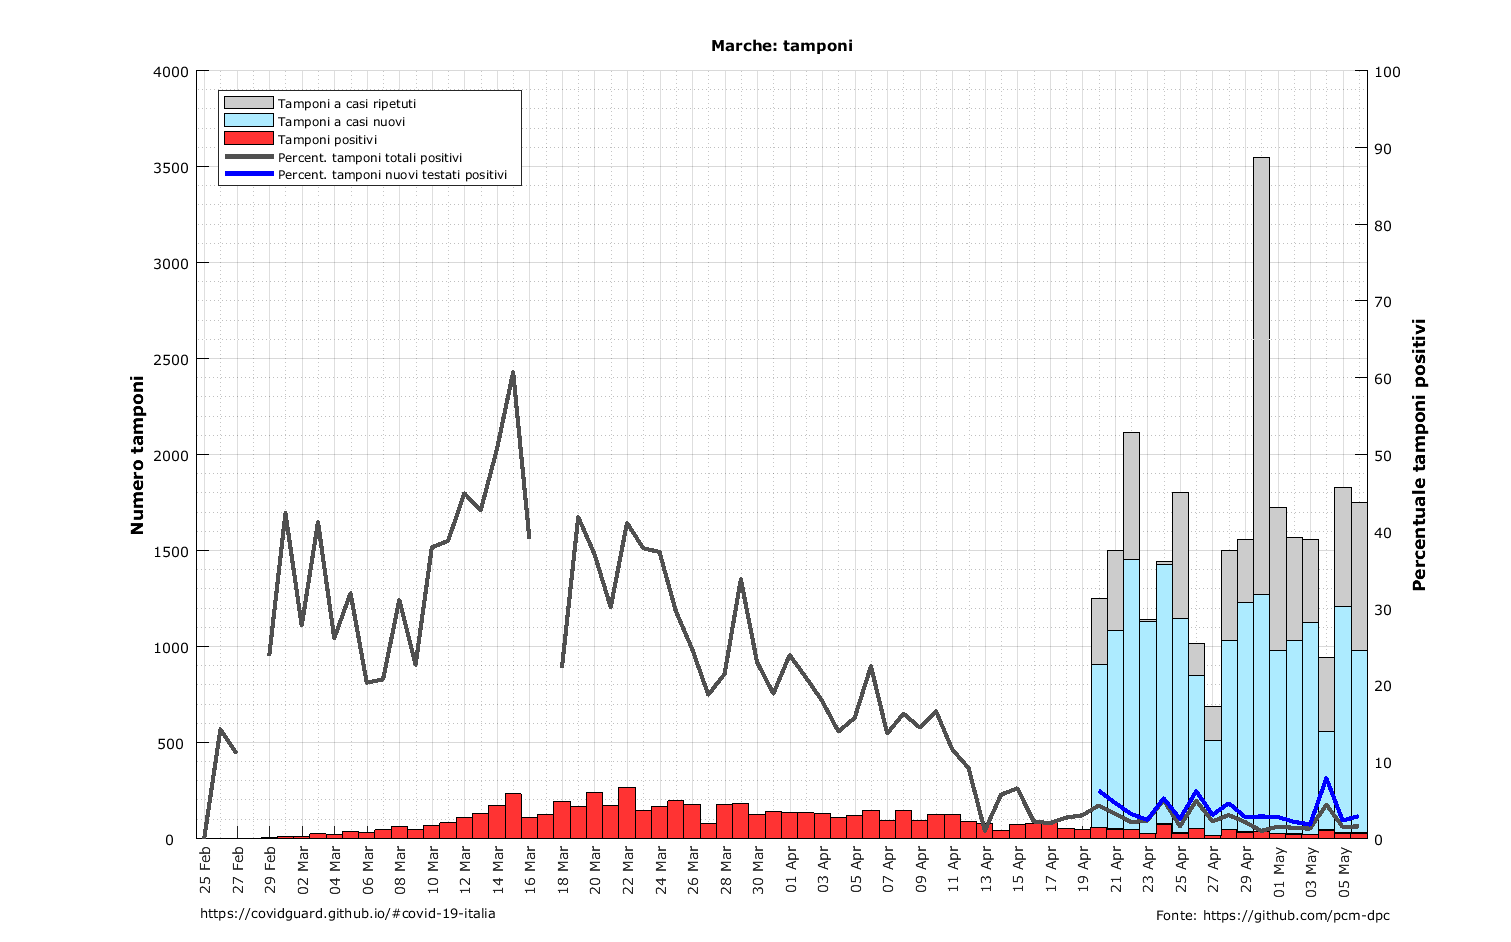 Marche: tamponi
4000
3500
3000
2500
2000
1500
1000
500
0
Numero tamponi
Tamponi a casi ripetuti
Tamponi a casi nuovi
Tamponi positivi
Percent. tamponi totali positivi
Percent. tamponi nuovi testati positivi
100
90
80
70
60
50
40
30
20
10
0
Percentuale tamponi positivi
25 Feb
27 Feb
29 Feb
02 Mar
04 Mar
06 Mar
08 Mar
10 Mar
12 Mar
14 Mar
16 Mar
18 Mar
20 Mar
22 Mar
24 Mar
26 Mar
28 Mar
30 Mar
01 Apr
03 Apr
05 Apr
07 Apr
09 Apr
11 Apr
13 Apr
15 Apr
17 Apr
19 Apr
21 Apr
23 Apr
25 Apr
27 Apr
29 Apr
01 May
03 May
05 May
https://covidguard.github.io/#covid-19-italia
Fonte: https://github.com/pcm-dpc